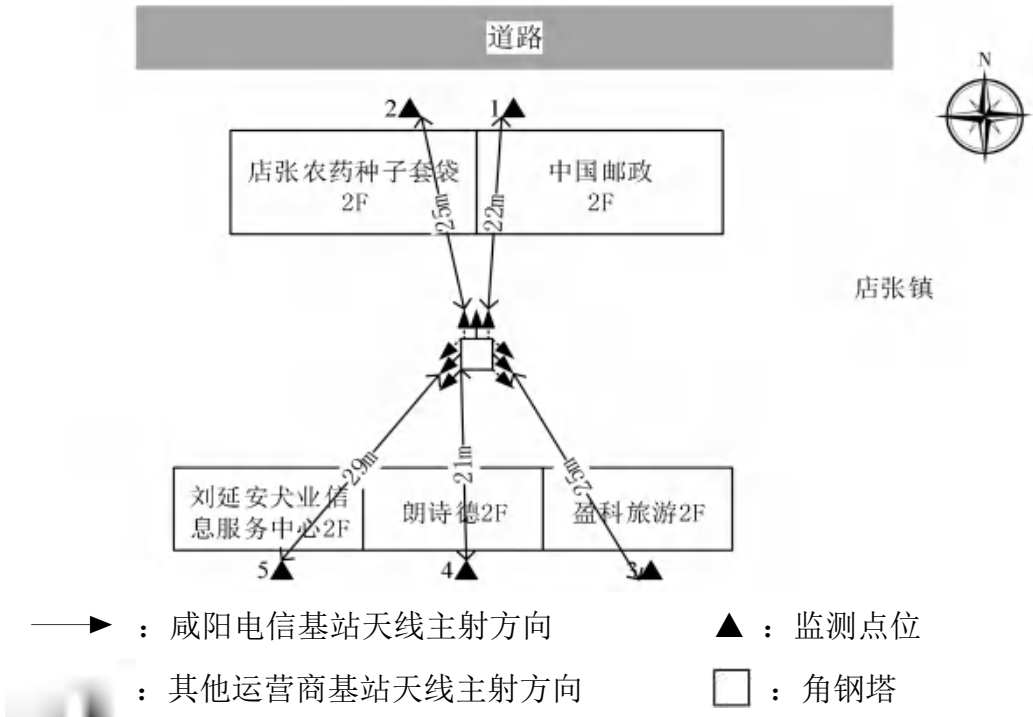 道路
N
2
1
店张农药种子套袋
2F
中国邮政
2F
25m
22m
店张镇
29m
21m
25m
刘延安犬业信
息服务中心2F
朗诗德2F
盈科旅游2F
5
4
3
：咸阳电信基站天线主射方向
：监测点位
：其他运营商基站天线主射方向
：角钢塔